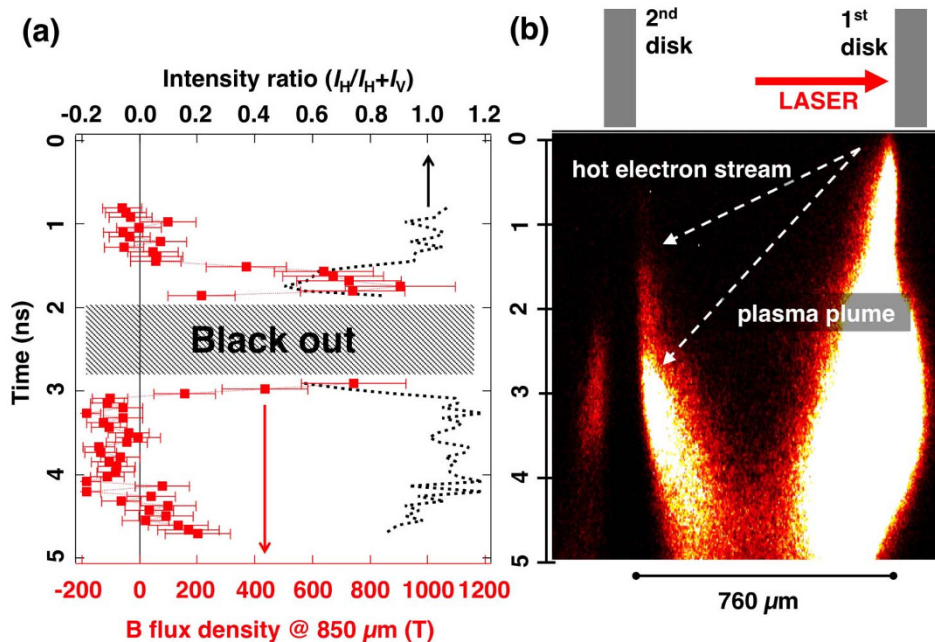 (a)
Intensity ratio (I_H/I_H+I_V)
-0.2 0.0 0.2 0.4 0.6 0.8 1.0 1.2
0
1
2
3
4
5
Time (ns)
Black out
-200 0 200 400 600 800 1000 1200
B flux density @ 850 μm (T)
(b)
2nd
disk
1st
disk
LASER
0
1
2
3
4
5
hot electron stream
plasma plume
760 μm